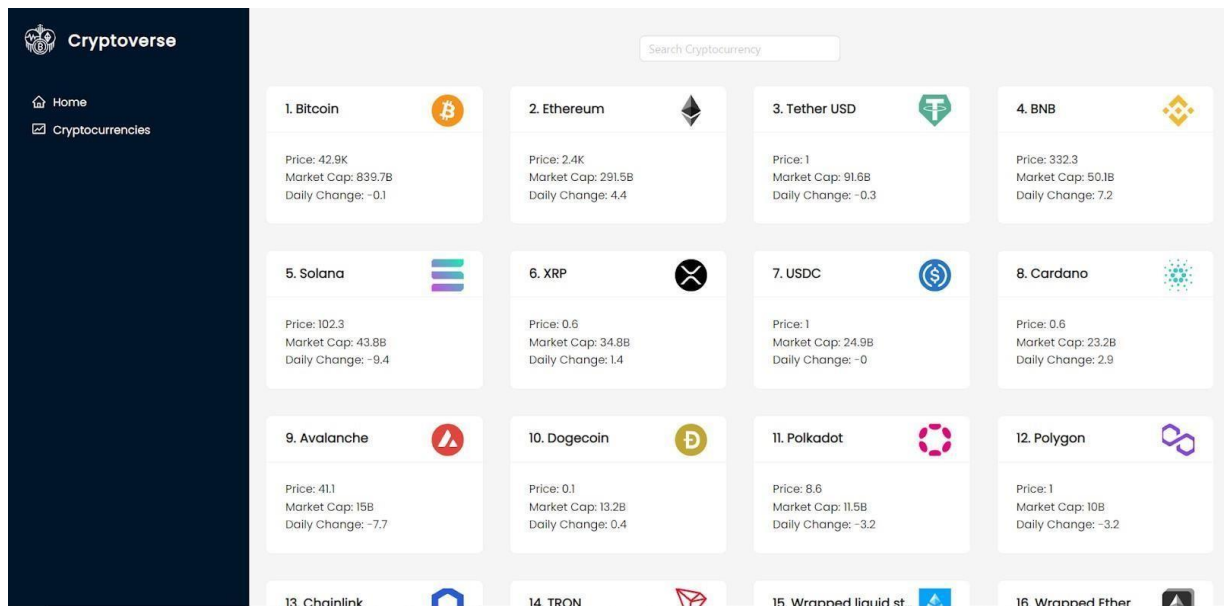 Cryptoverse
Search Cryptocurrency
Home
Cryptocurrencies
1. Bitcoin
Price: 42.9K
Market Cap: 839.7B
Daily Change: -0.1
2. Ethereum
Price: 2.4K
Market Cap: 291.5B
Daily Change: 4.4
3. Tether USD
Price: 1
Market Cap: 91.6B
Daily Change: -0.3
4. BNB
Price: 332.3
Market Cap: 50.1B
Daily Change: 7.2
5. Solana
Price: 102.3
Market Cap: 43.8B
Daily Change: -9.4
6. XRP
Price: 0.6
Market Cap: 34.8B
Daily Change: 1.4
7. USDC
Price: 1
Market Cap: 24.9B
Daily Change: -0
8. Cardano
Price: 0.6
Market Cap: 23.2B
Daily Change: 2.9
9. Avalanche
Price: 41.1
Market Cap: 15B
Daily Change: -7.7
10. Dogecoin
Price: 0.1
Market Cap: 13.2B
Daily Change: 0.4
11. Polkadot
Price: 8.6
Market Cap: 11.5B
Daily Change: -3.2
12. Polygon
Price: 1
Market Cap: 10B
Daily Change: -3.2
13. Chainlink
14. TRON
15. Wrapped liquid st
16. Wrapped Ether